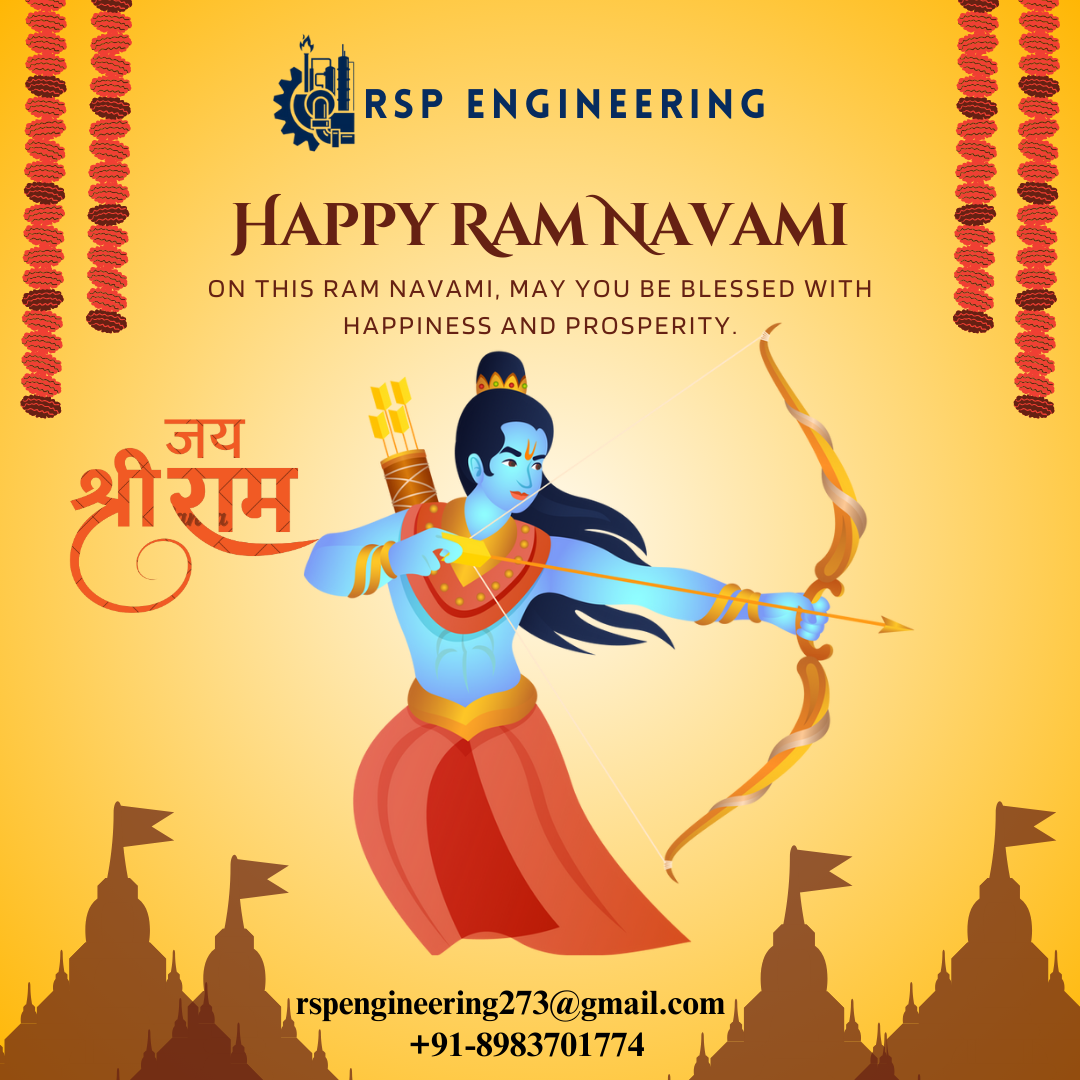 RSP ENGINEERING
HAPPY RAM NAVAMI
ON THIS RAM NAVAMI, MAY YOU BE BLESSED WITH
HAPPINESS AND PROSPERITY.
जय
श्री राम
rspengineering273@gmail.com
+91-8983701774